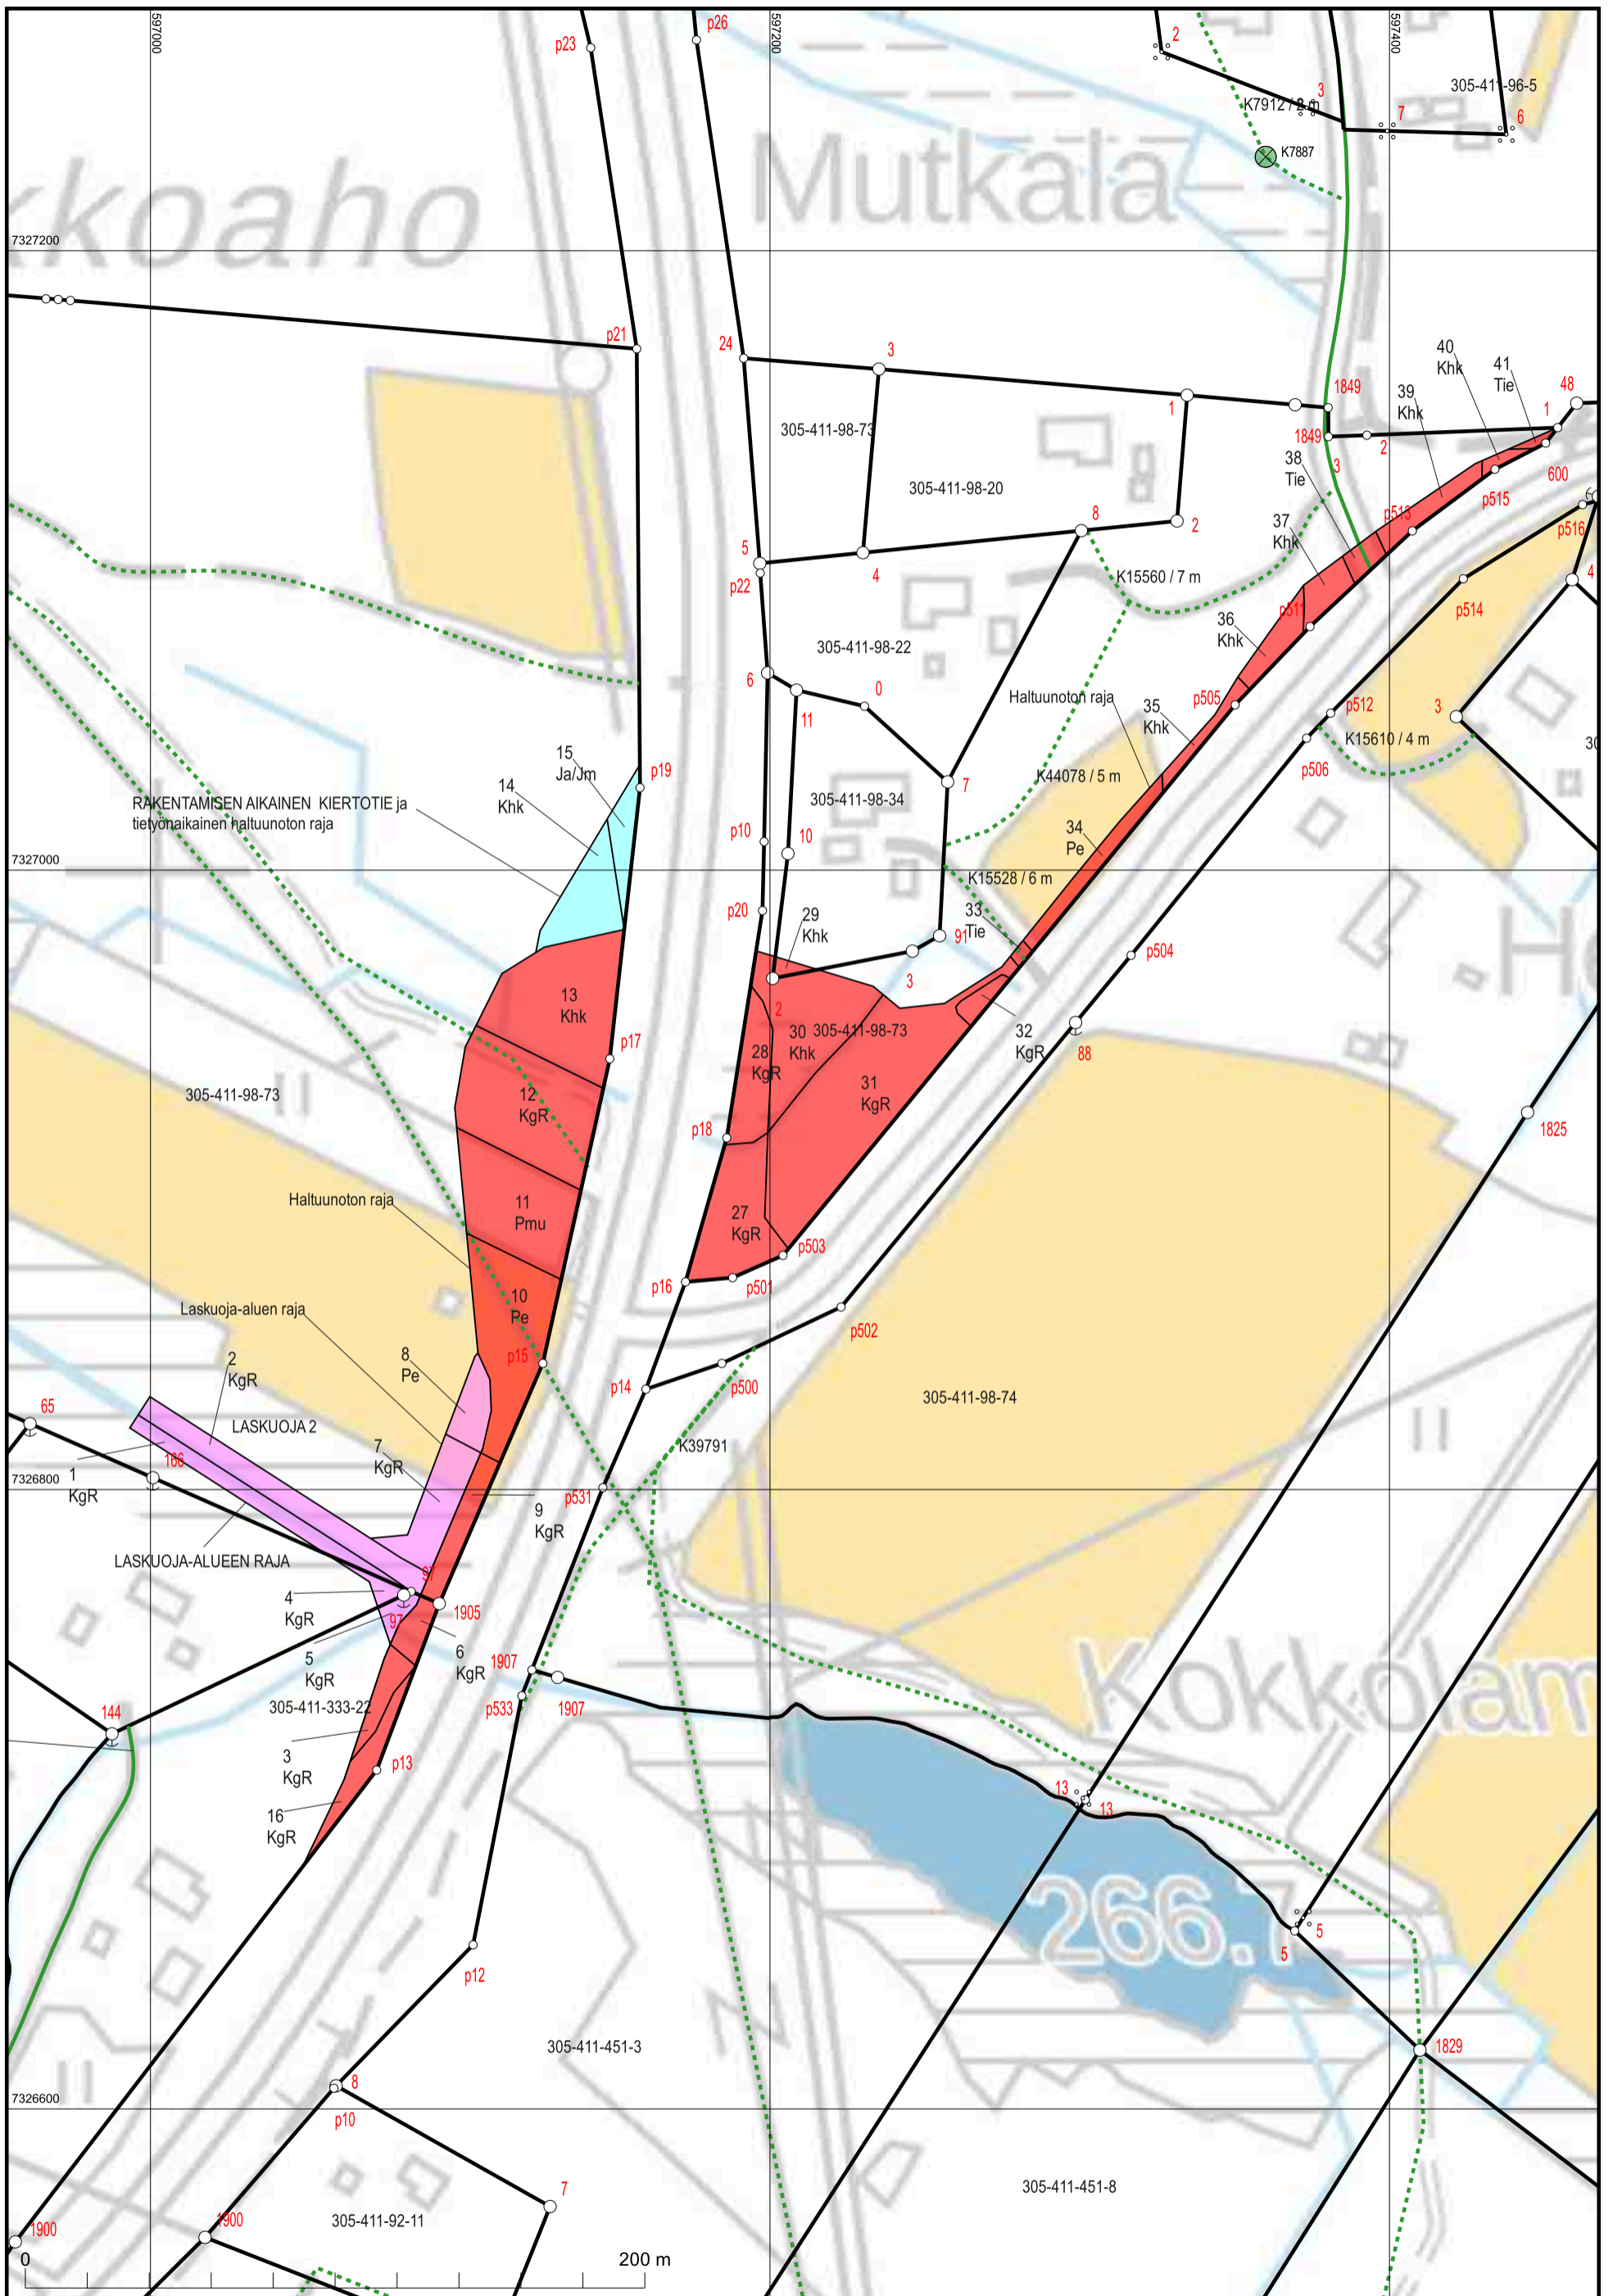 597000
597200
597400
p23
p26
2
3
305-411-96-5
K7912 / 2 m
7
6
K7887
kkoaho
Mutkala
7327200
p21
24
3
1
1849
1849
3
2
40
Khk
41
Tie
48
1
39
Khk
600
305-411-98-73
305-411-98-20
38
Tie
p513
p515
p516
5
p22
4
8
2
37
Khk
K15560 / 7 m
p511
p514
4
36
Khk
305-411-98-22
6
11
0
Haltuunoton raja
35
Khk
p505
p512
3
K15610 / 4 m
p506
30
15
Ja/Jm
p19
14
Khk
RAKENTAMISEN AIKAINEN KIERTOTIE ja
tietyönaikainen haltuunoton raja
7
K44078 / 5 m
305-411-98-34
p10
10
34
Pe
7327000
K15528 / 6 m
p20
29
Khk
33
Tie
91
3
p504
He
13
Khk
2
30
Khk
305-411-98-73
28
KgR
32
KgR
88
p17
305-411-98-73
12
KgR
31
KgR
p18
1825
Haltuunoton raja
11
Pmu
27
KgR
p503
p16
p501
Laskuoja-aluen raja
10
Pe
p502
p15
p14
p500
8
Pe
2
KgR
305-411-98-74
65
LASKUOJA 2
166
7
KgR
K39791
1
KgR
7326800
p531
9
KgR
LASKUOJA-ALUEEN RAJA
97
4
KgR
97
1905
5
KgR
6
KgR
1907
1907
p533
305-411-333-22
144
Kokkolam
3
KgR
p13
13
13
16
KgR
266.7
5
5
p12
305-411-451-3
1829
7326600
8
p10
305-411-451-8
7
305-411-92-11
1900
1900
0
200 m